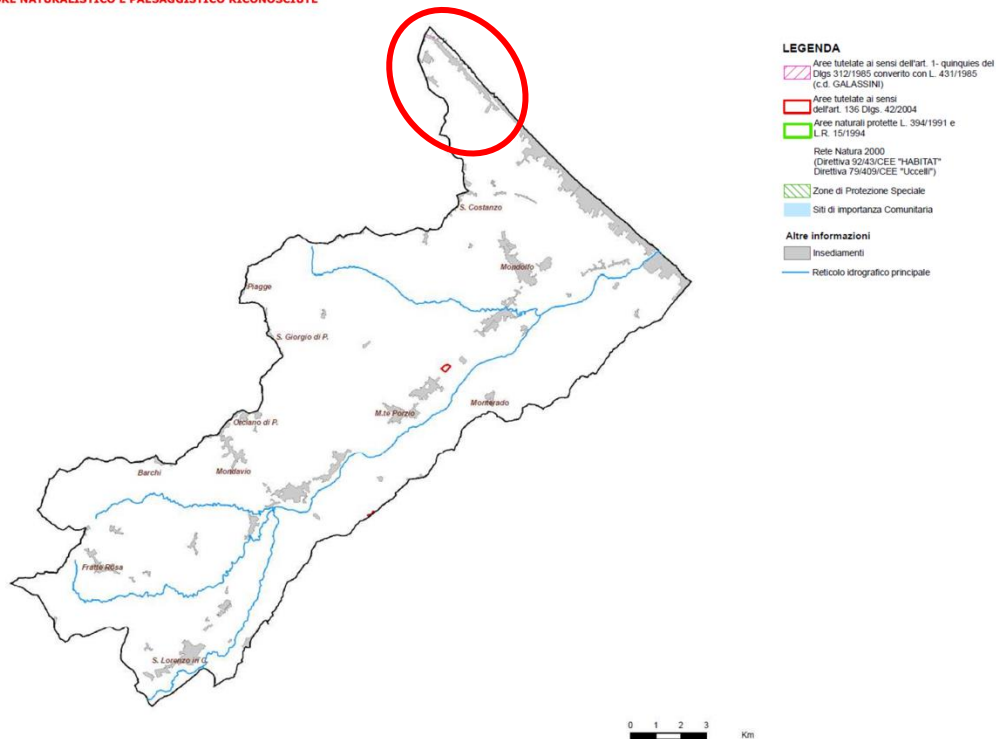 ORE NATURALISTICO E PAESAGGISTICO RICONOSCIUTE
LEGENDA
Aree tutelate ai sensi dell'art. 1- quinquies del
Dlgs 312/1985 converito con L. 431/1985
(c.d. GALASSINI)
Aree tutelate ai sensi
dell'art. 136 Dlgs. 42/2004
Aree naturali protette L. 394/1991 e
L.R. 15/1994
Rete Natura 2000
(Direttiva 92/43/CEE "HABITAT"
Direttiva 79/409/CEE "Uccelli")
Zone di Protezione Speciale
Siti di importanza Comunitaria
Altre informazioni
Insediamenti
Reticolo idrografico principale
S. Costanzo
Mondolfo
Piagge
S. Giorgio di P.
M.te Porzio
Monterado
Orciano di P.
Barchi
Mondavio
Fratte Rosa
S. Lorenzo in C.
0 1 2 3
Km